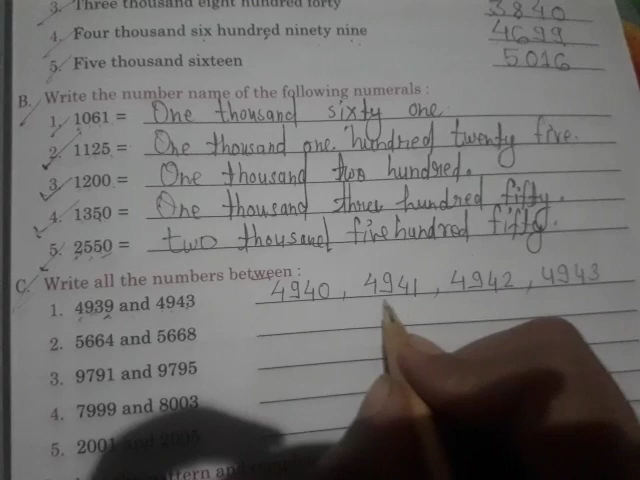 3. Three thousand eight hundred forty 3840
4. Four thousand six hundred ninety nine 4699
5. Five thousand sixteen 5016
B. Write the number name of the following numerals :
1. 1061 = One thousand sixty one
2. 1125 = One thousand one hundred twenty five.
3. 1200 = One thousand two hundred.
4. 1350 = One thousand three hundred fifty.
5. 2550 = two thousand five hundred fifty.
C. Write all the numbers between :
1. 4939 and 4943 4940, 4941, 4942, 4943
2. 5664 and 5668
3. 9791 and 9795
4. 7999 and 8003
5. 2001 and 2005